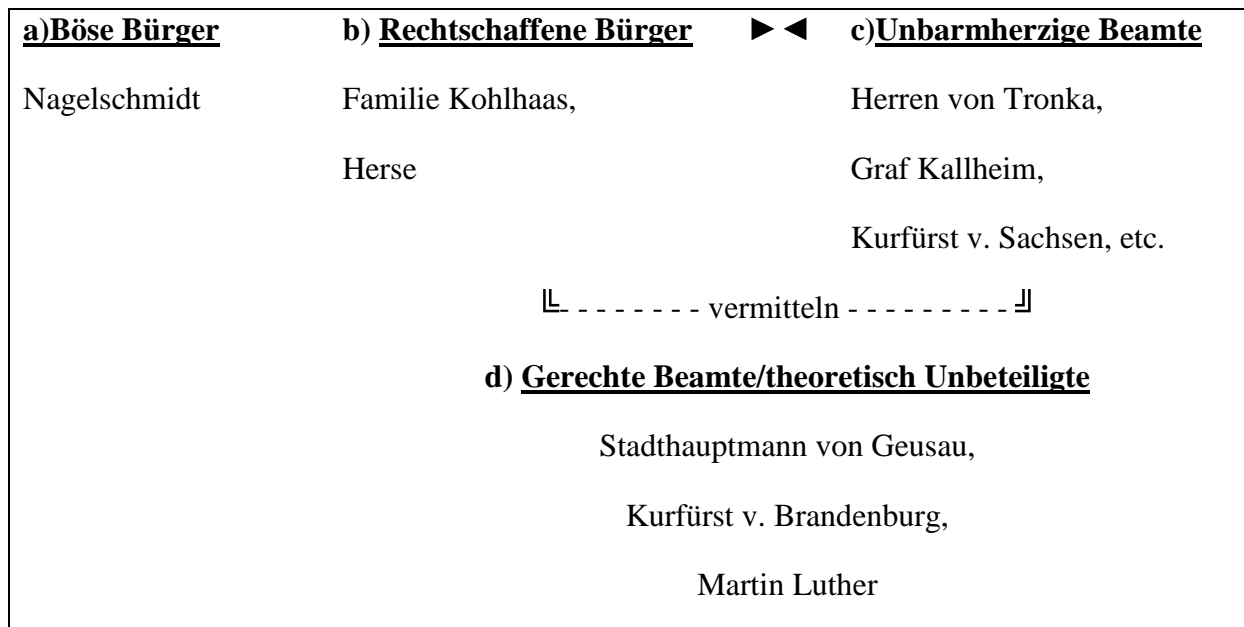 a)Böse Bürger b) Rechtschaffene Bürger ►◄ c)Unbarmherzige Beamte
Nagelschmidt Familie Kohlhaas, Herren von Tronka,
Herse Graf Kallheim,
Kurfürst v. Sachsen, etc.
╚- - - - - - - - vermitteln - - - - - - - - - ╝
d) Gerechte Beamte/theoretisch Unbeteiligte
Stadthauptmann von Geusau,
Kurfürst v. Brandenburg,
Martin Luther